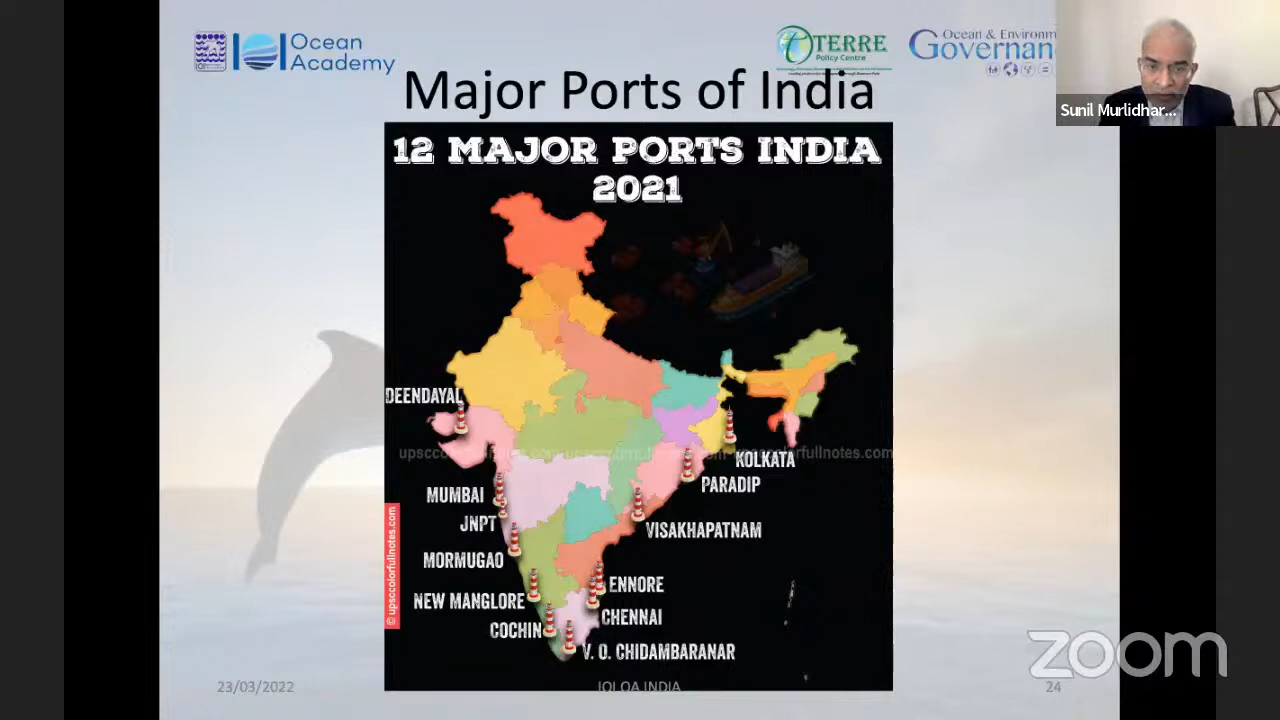 Ocean
Academy
TERRE
Policy Centre
Ocean & Environm
Governan
Major Ports of India
Sunil Murlidhar...
12 MAJOR PORTS INDIA
2021
DEENDAYAL
KOLKATA
PARADIP
MUMBAI
JNPT
VISAKHAPATNAM
MORMUGAO
ENNORE
NEW MANGLORE
CHENNAI
COCHIN
V. O. CHIDAMBARANAR
© upsccolorfullnotes.com
zoom
23/03/2022
IOI OA INDIA
24